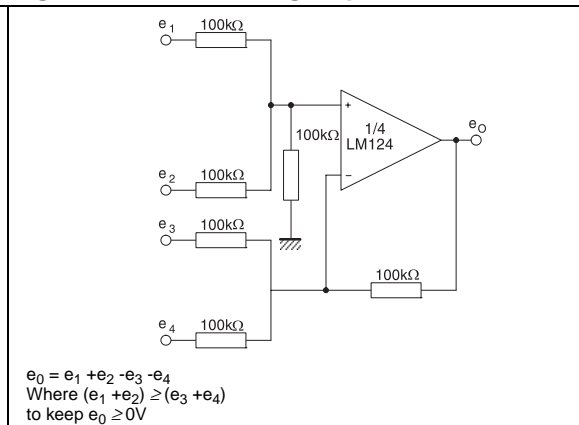 e1
100kΩ
e2
100kΩ
100kΩ
+
1/4
LM124
-
eO
e3
100kΩ
e4
100kΩ
100kΩ
e0 = e1 +e2 -e3 -e4
Where (e1 +e2) ≥ (e3 +e4)
to keep e0 ≥ 0V